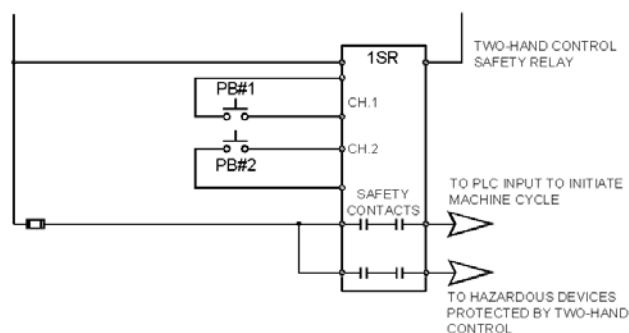 1SR
TWO-HAND CONTROL
SAFETY RELAY
PB#1
CH.1
CH.2
PB#2
SAFETY
CONTACTS
TO PLC INPUT TO INITIATE
MACHINE CYCLE
TO HAZARDOUS DEVICES
PROTECTED BY TWO-HAND
CONTROL